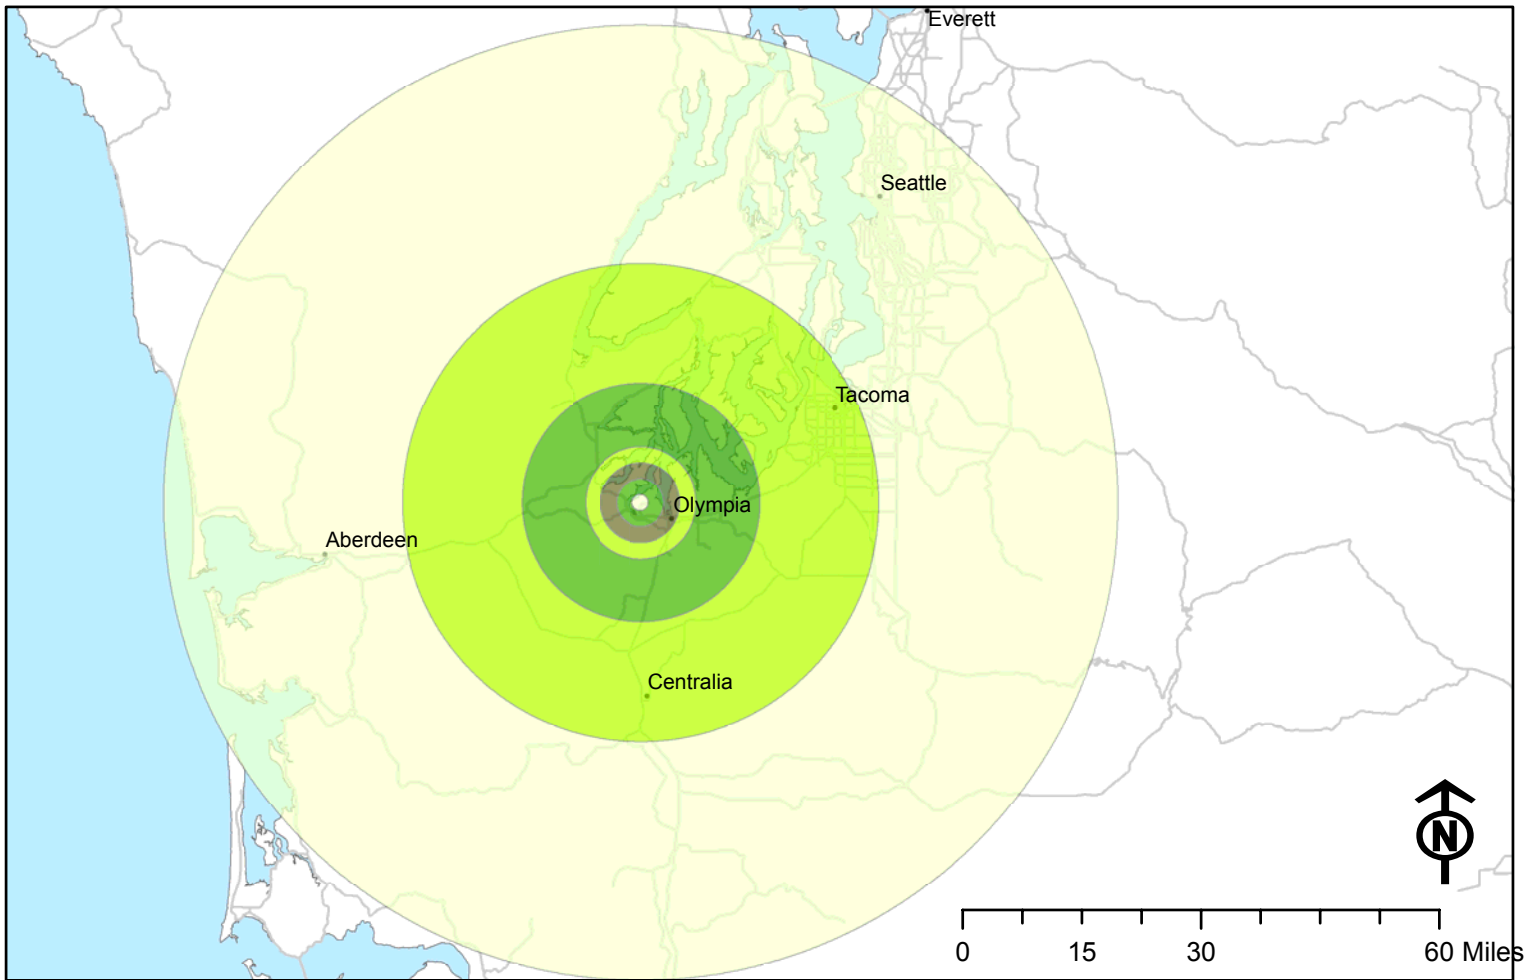 Everett
Seattle
Tacoma
Olympia
Aberdeen
Centralia
N
0 15 30 60 Miles